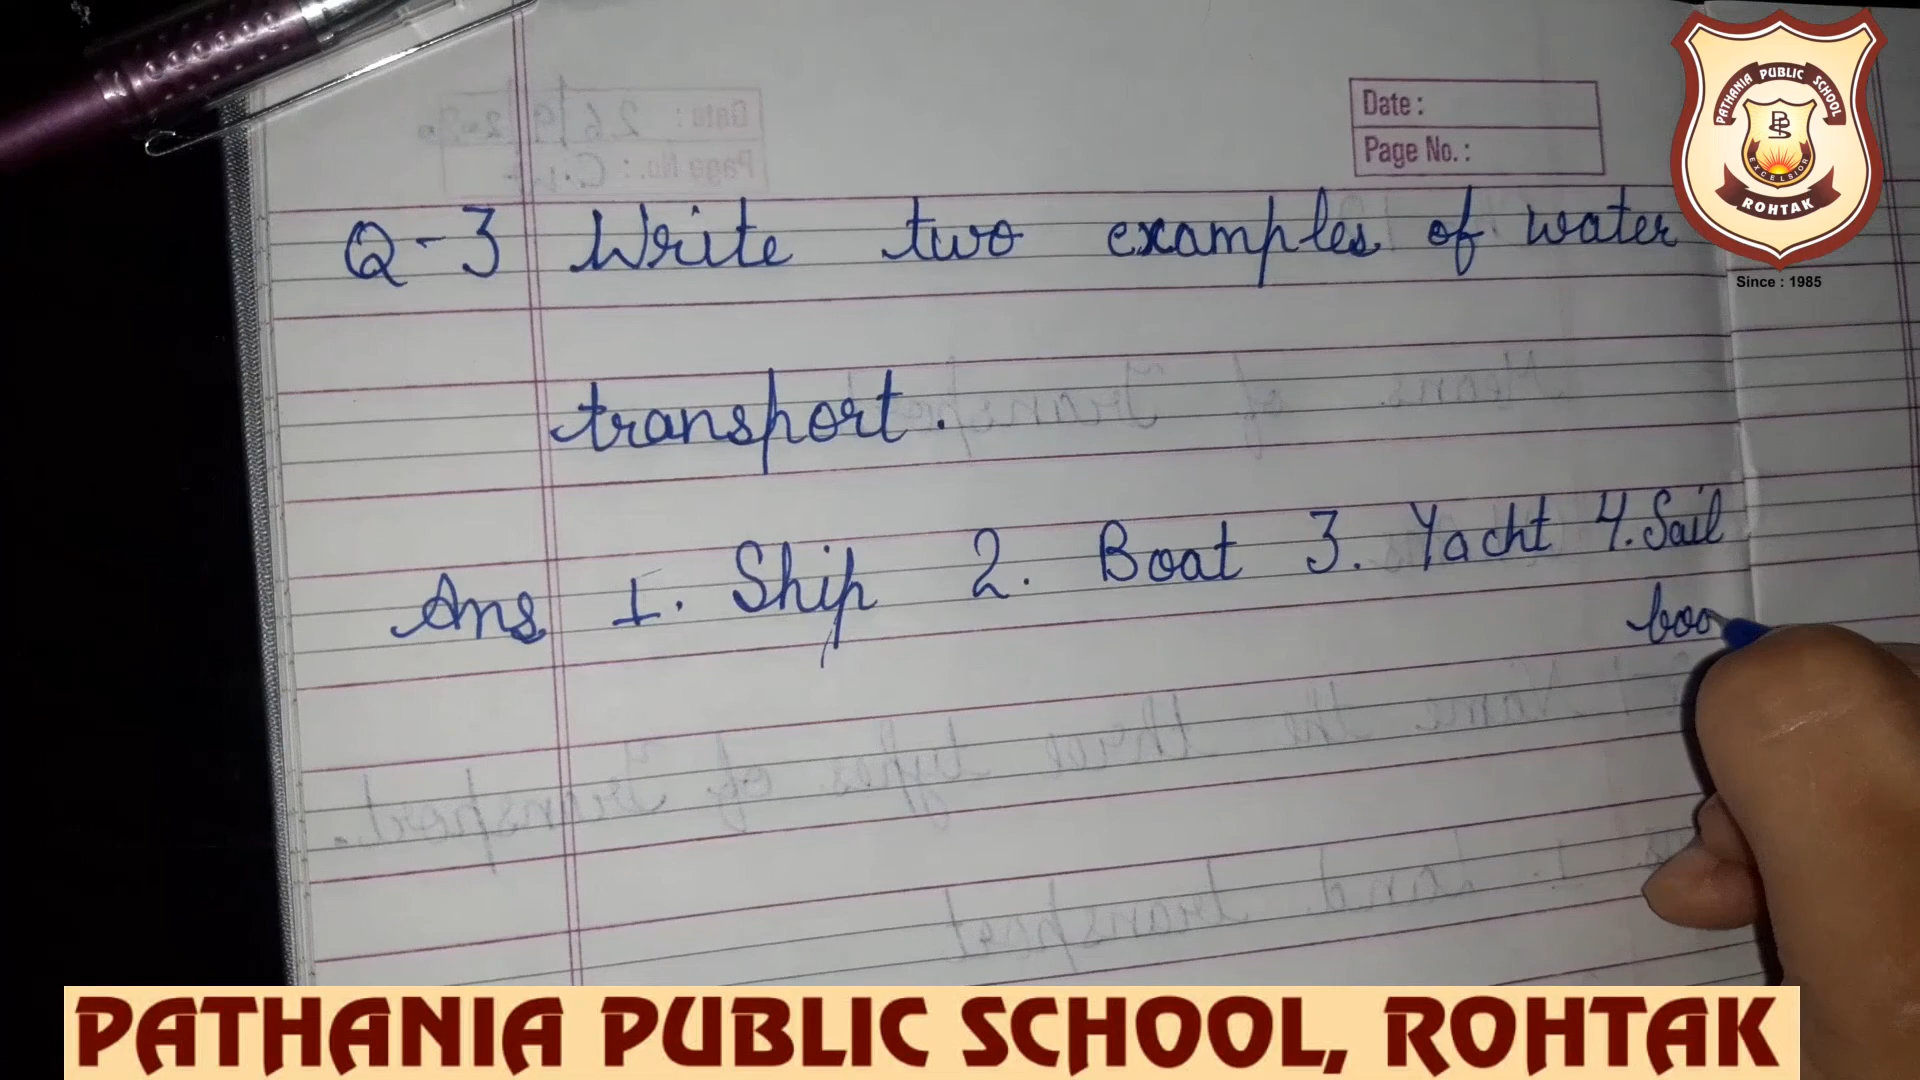 Date :
Page No. :
PATHANIA PUBLIC SCHOOL
EXCELSIOR
ROHTAK
Since : 1985
Q-3 Write two examples of water
transport.
Ans 1. Ship 2. Boat 3. Yacht 4. Sail
boa
PATHANIA PUBLIC SCHOOL, ROHTAK